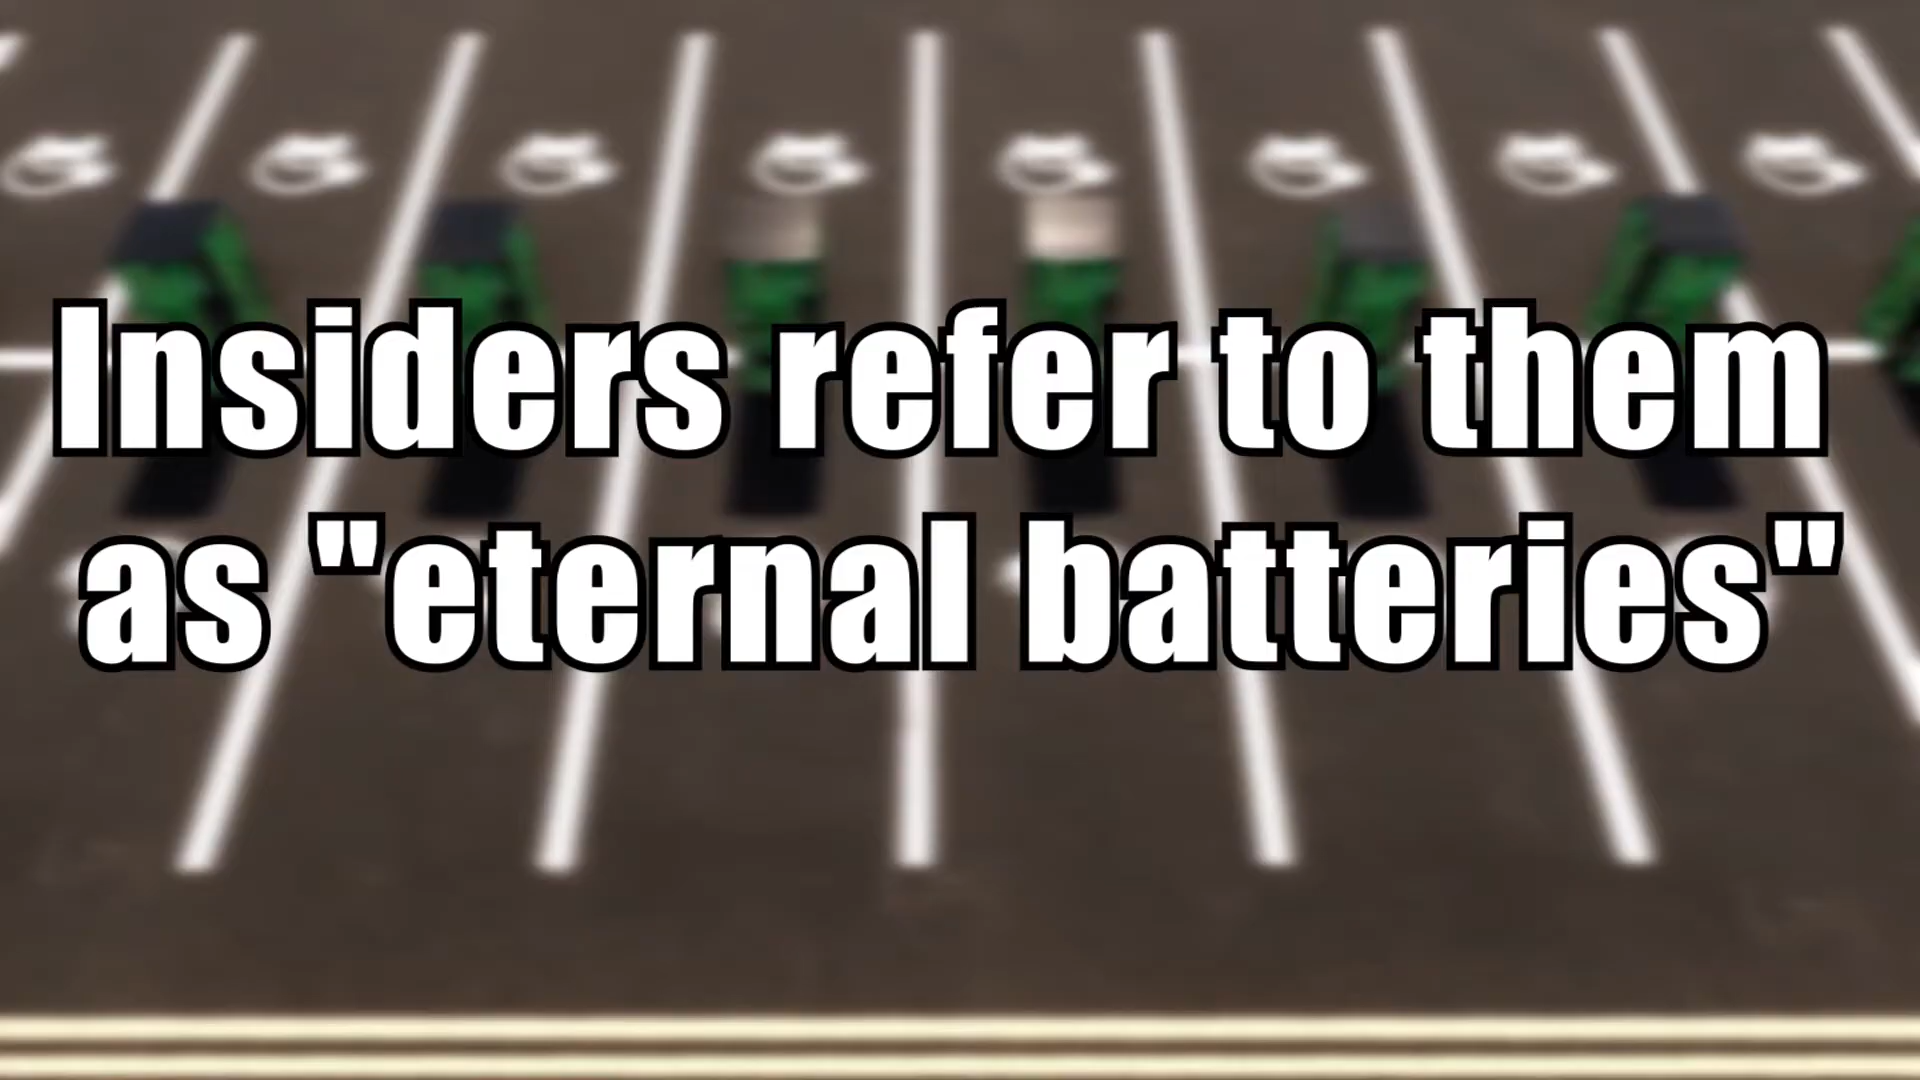 Insiders refer to them
as "eternal batteries"